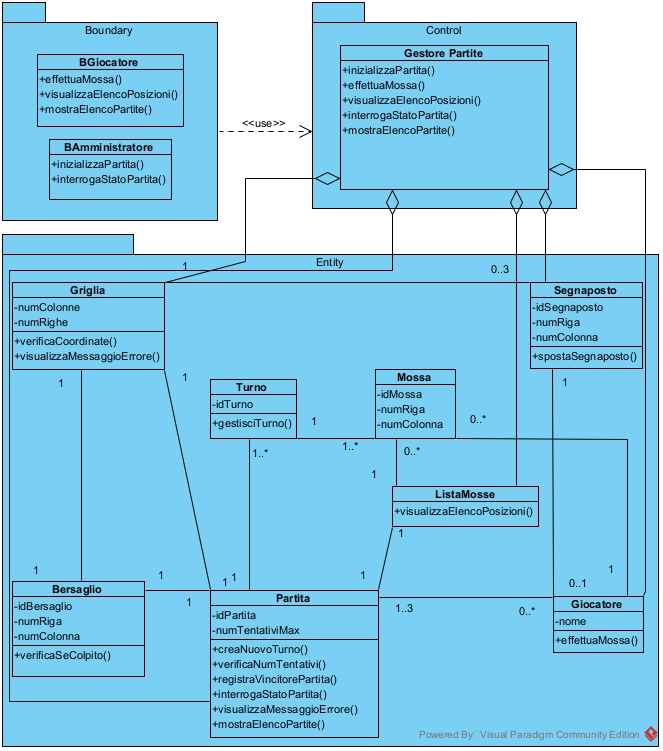 Boundary
BGiocatore
+effettuaMossa()
+visualizzaElencoPosizioni()
+mostraElencoPartite()
BAmministratore
+inizializzaPartita()
+interrogaStatoPartita()
<<use>>
Control
Gestore Partite
+inizializzaPartita()
+effettuaMossa()
+visualizzaElencoPosizioni()
+interrogaStatoPartita()
+mostraElencoPartite()
Entity
1
0..3
Griglia
-numColonne
-numRighe
+verificaCoordinate()
+visualizzaMessaggioErrore()
Segnaposto
-idSegnaposto
-numRiga
-numColonna
+spostaSegnaposto()
1
1
1
Turno
-idTurno
+gestisciTurno()
Mossa
-idMossa
-numRiga
-numColonna
1
0..*
1..*
1..*
0..*
1
ListaMosse
+visualizzaElencoPosizioni()
1
1
1
1
1
1
1
1
0..1
Bersaglio
-idBersaglio
-numRiga
-numColonna
+verificaSeColpito()
1
Partita
-idPartita
-numTentativiMax
+creaNuovoTurno()
+verificaNumTentativi()
+registraVincitorePartita()
+interrogaStatoPartita()
+visualizzaMessaggioErrore()
+mostraElencoPartite()
1..3
0..*
Giocatore
-nome
+effettuaMossa()
Powered By Visual Paradigm Community Edition